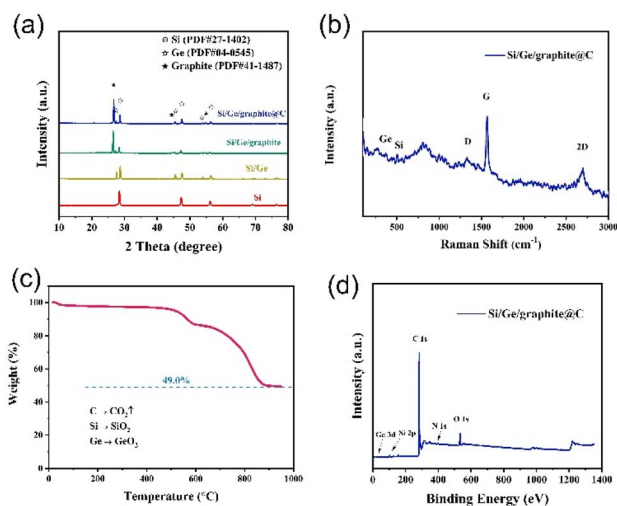 (a)
Si (PDF#27-1402)
Ge (PDF#04-0545)
Graphite (PDF#41-1487)
Si/Ge/graphite@C
Si/Ge/graphite
Si/Ge
Si
Intensity (a.u.)
10 20 30 40 50 60 70 80
2 Theta (degree)
(b)
Si/Ge/graphite@C
G
D
2D
Ge
Si
Intensity (a.u.)
500 1000 1500 2000 2500 3000
Raman Shift (cm-1)
(c)
100
80
60
40
20
0
Weight (%)
49.0%
C → CO2↑
Si → SiO2
0 200 400 600 800 1000
Temperature (°C)
(d)
Si/Ge/graphite@C
C 1s
Ge 3d
Si 2p
N 1s
O 1s
Intensity (a.u.)
0 200 400 600 800 1000 1200 1400
Binding Energy (eV)